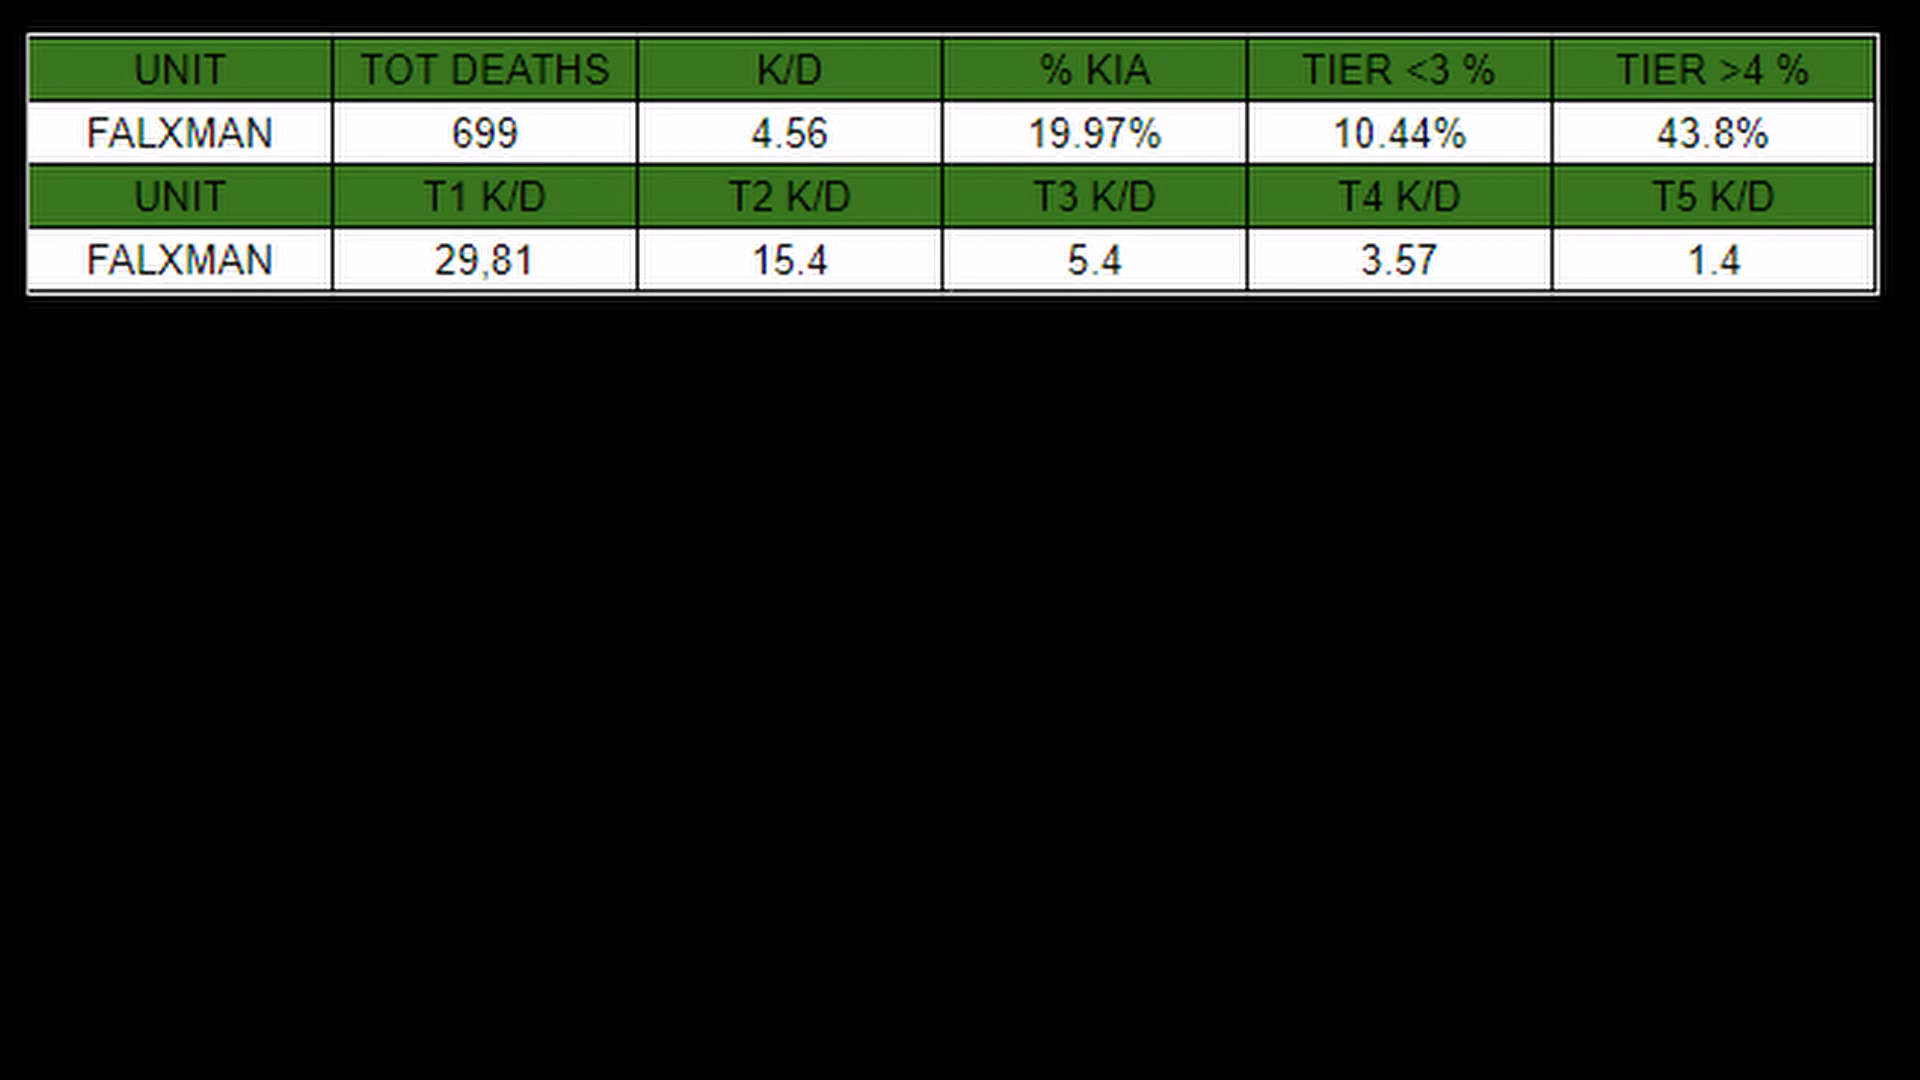 UNIT TOT DEATHS K/D % KIA TIER <3 % TIER >4 %
FALXMAN 699 4.56 19.97% 10.44% 43.8%
UNIT T1 K/D T2 K/D T3 K/D T4 K/D T5 K/D
FALXMAN 29,81 15.4 5.4 3.57 1.4